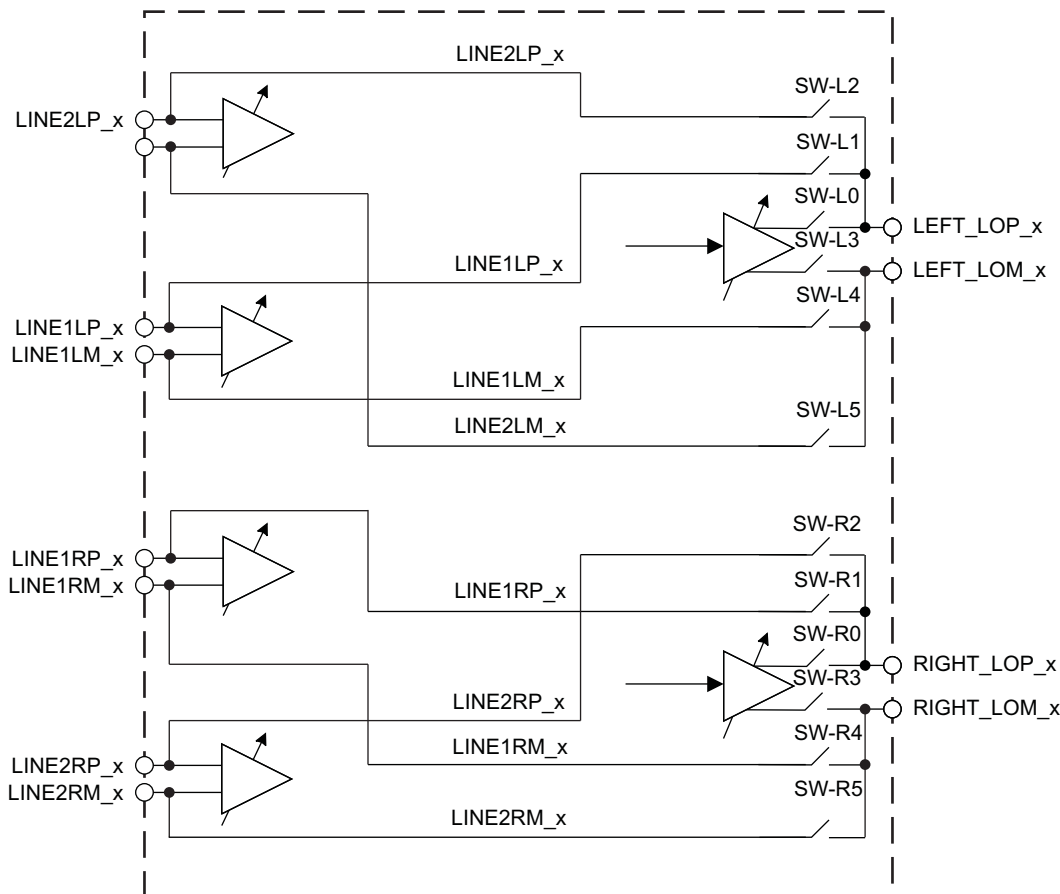 LINE2LP_x
SW-L2
LINE2LP_x
SW-L1
SW-L0
LEFT_LOP_x
SW-L3
LINE1LP_x
LEFT_LOM_x
SW-L4
LINE1LP_x
LINE1LM_x
LINE1LM_x
SW-L5
LINE2LM_x
SW-R2
LINE1RP_x
LINE1RM_x
LINE1RP_x
SW-R1
SW-R0
RIGHT_LOP_x
SW-R3
LINE2RP_x
RIGHT_LOM_x
SW-R4
LINE1RM_x
LINE2RP_x
SW-R5
LINE2RM_x
LINE2RM_x